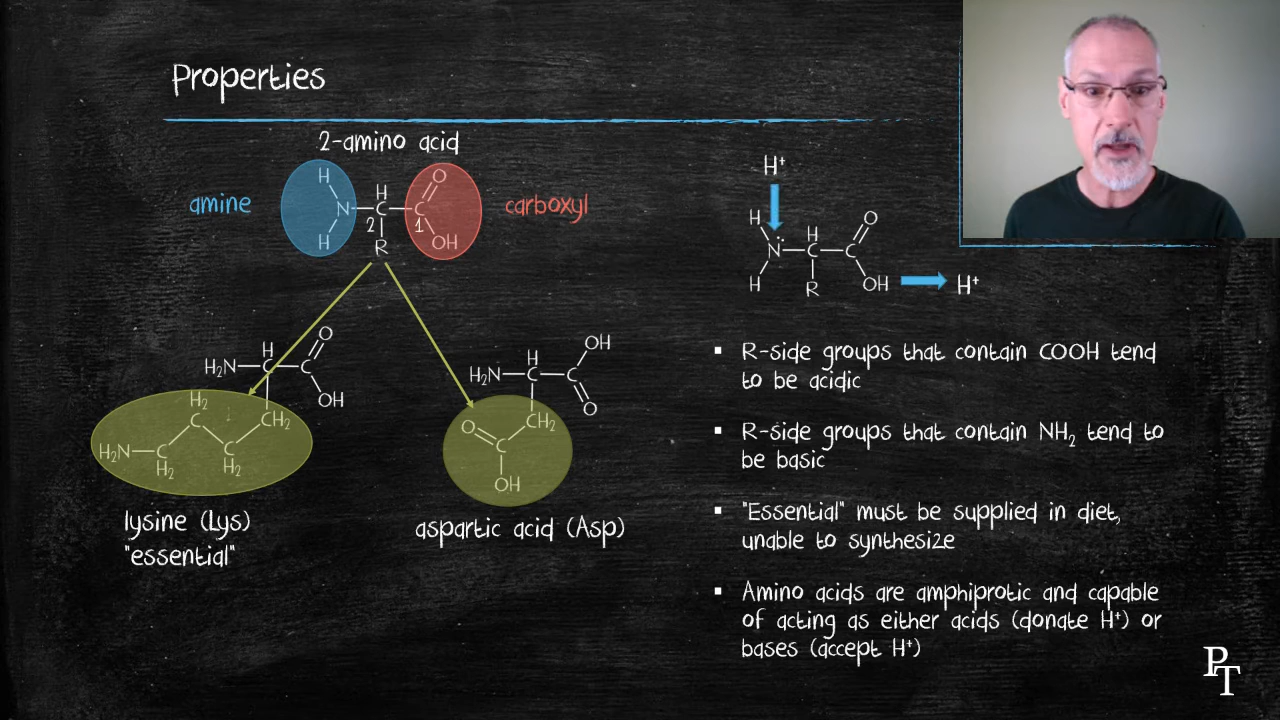 Properties
2-amino acid
amine
carboxyl
H
H
O
N
C
C
2
1
H
R
OH
H⁺
H
N
H
H
C
R
C
O
OH
H⁺
H₂N
H
C
C
O
OH
H₂
C
CH₂
H₂N
C
H₂
C
H₂
lysine (Lys)
"essential"
H₂N
H
C
C
OH
O
CH₂
O
C
OH
aspartic acid (Asp)
▪ R-side groups that contain COOH tend
to be acidic
▪ R-side groups that contain NH₂ tend to
be basic
▪ "Essential" must be supplied in diet,
unable to synthesize
▪ Amino acids are amphiprotic and capable
of acting as either acids (donate H⁺) or
bases (accept H⁺)
PT